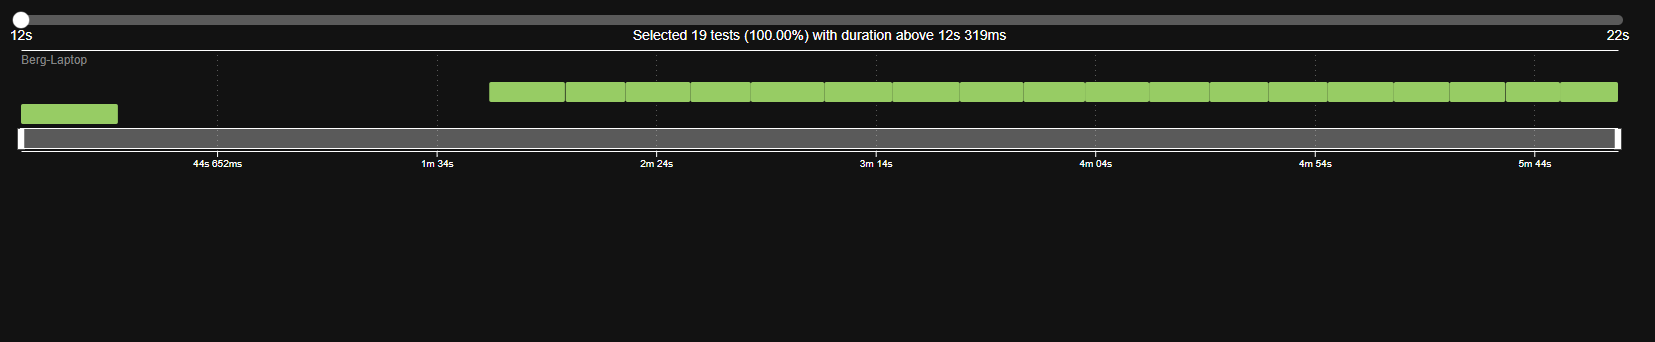 12s Selected 19 tests (100.00%) with duration above 12s 319ms 22s
Berg-Laptop
44s 652ms 1m 34s 2m 24s 3m 14s 4m 04s 4m 54s 5m 44s